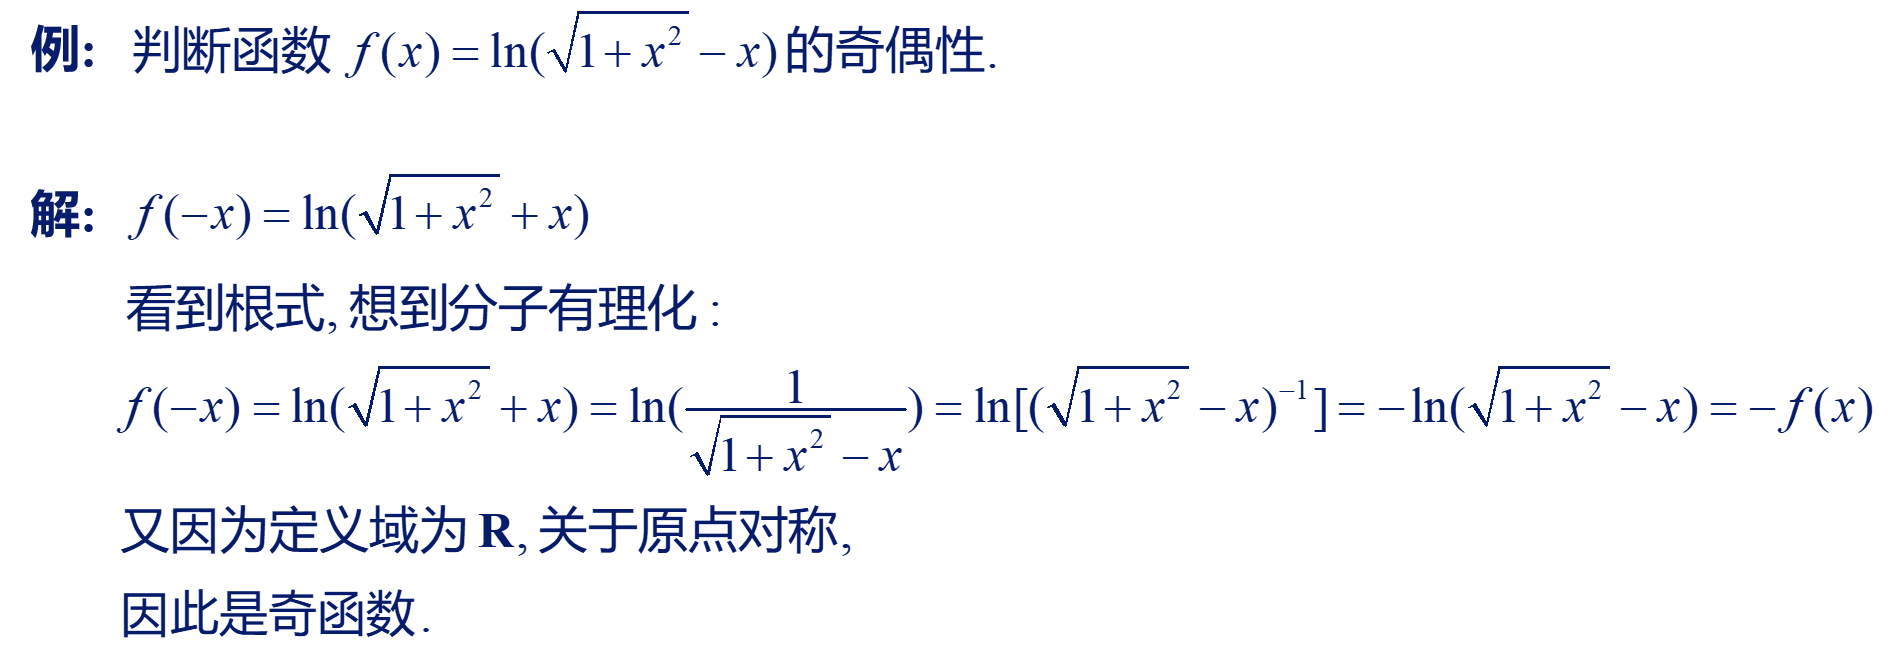 例: 判断函数 f(x) = ln(√(1+x²) − x)的奇偶性.
解: f(−x) = ln(√(1+x²) + x)
看到根式, 想到分子有理化 :
f(−x) = ln(√(1+x²) + x) = ln(1/(√(1+x²) − x)) = ln[(√(1+x²) − x)⁻¹] = −ln(√(1+x²) − x) = −f(x)
又因为定义域为 R, 关于原点对称,
因此是奇函数.